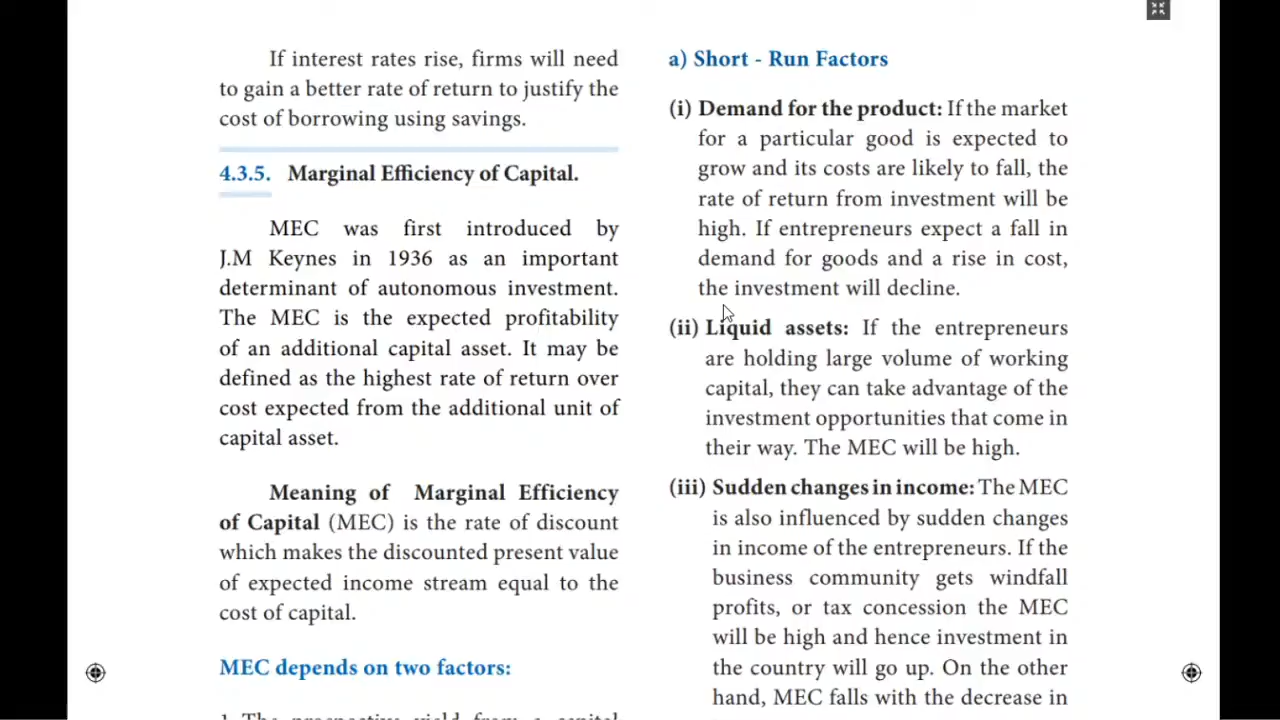 If interest rates rise, firms will need
to gain a better rate of return to justify the
cost of borrowing using savings.
4.3.5. Marginal Efficiency of Capital.
MEC was first introduced by
J.M Keynes in 1936 as an important
determinant of autonomous investment.
The MEC is the expected profitability
of an additional capital asset. It may be
defined as the highest rate of return over
cost expected from the additional unit of
capital asset.
Meaning of Marginal Efficiency
of Capital (MEC) is the rate of discount
which makes the discounted present value
of expected income stream equal to the
cost of capital.
MEC depends on two factors:
1. The prospective yield from a capital
a) Short - Run Factors
(i) Demand for the product: If the market
for a particular good is expected to
grow and its costs are likely to fall, the
rate of return from investment will be
high. If entrepreneurs expect a fall in
demand for goods and a rise in cost,
the investment will decline.
(ii) Liquid assets: If the entrepreneurs
are holding large volume of working
capital, they can take advantage of the
investment opportunities that come in
their way. The MEC will be high.
(iii) Sudden changes in income: The MEC
is also influenced by sudden changes
in income of the entrepreneurs. If the
business community gets windfall
profits, or tax concession the MEC
will be high and hence investment in
the country will go up. On the other
hand, MEC falls with the decrease in